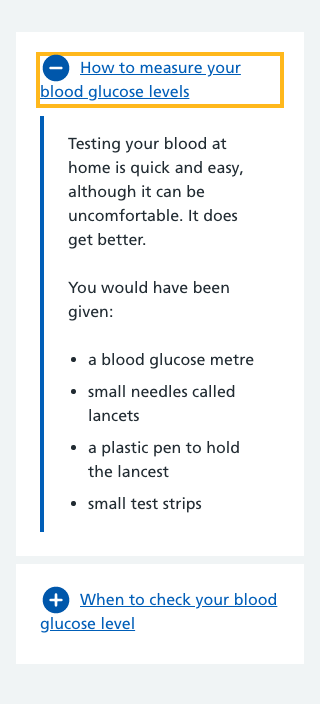 How to measure your
blood glucose levels
Testing your blood at
home is quick and easy,
although it can be
uncomfortable. It does
get better.
You would have been
given:
• a blood glucose metre
• small needles called
lancets
• a plastic pen to hold
the lancest
• small test strips
When to check your blood
glucose level